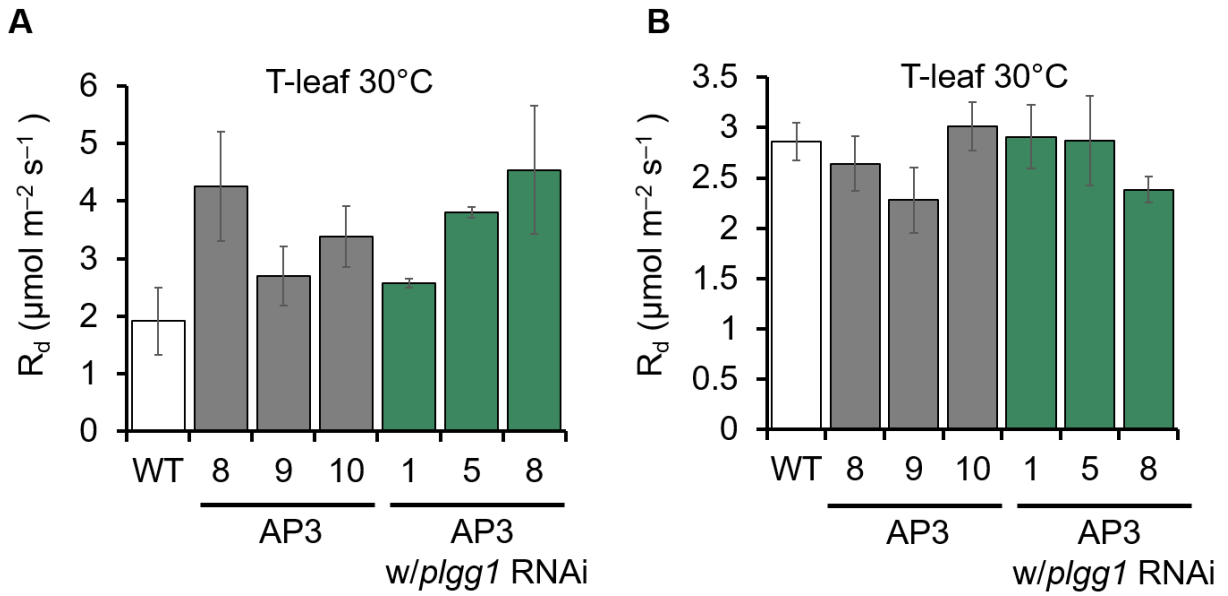 A
T-leaf 30°C
6
5
4
3
2
1
0
R_d (µmol m⁻² s⁻¹ )
WT 8 9 10 1 5 8
AP3 AP3
w/plgg1 RNAi
B
T-leaf 30°C
3.5
3
2.5
2
1.5
1
0.5
0
R_d (µmol m⁻² s⁻¹ )
WT 8 9 10 1 5 8
AP3 AP3
w/plgg1 RNAi